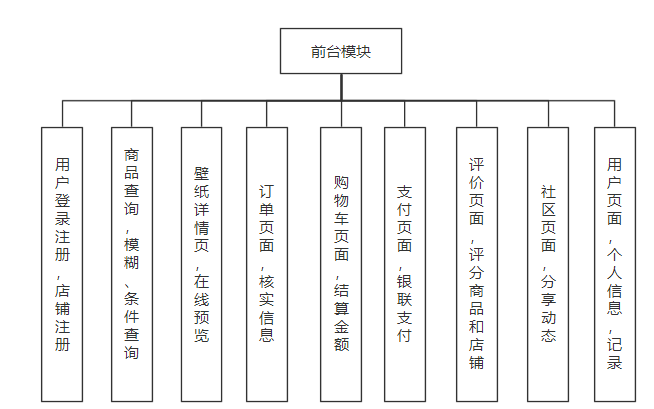 前台模块
用户登录注册,店铺注册
商品查询,模糊、条件查询
壁纸详情页,在线预览
订单页面,核实信息
购物车页面,结算金额
支付页面,银联支付
评价页面,评分商品和店铺
社区页面,分享动态
用户页面,个人信息,记录